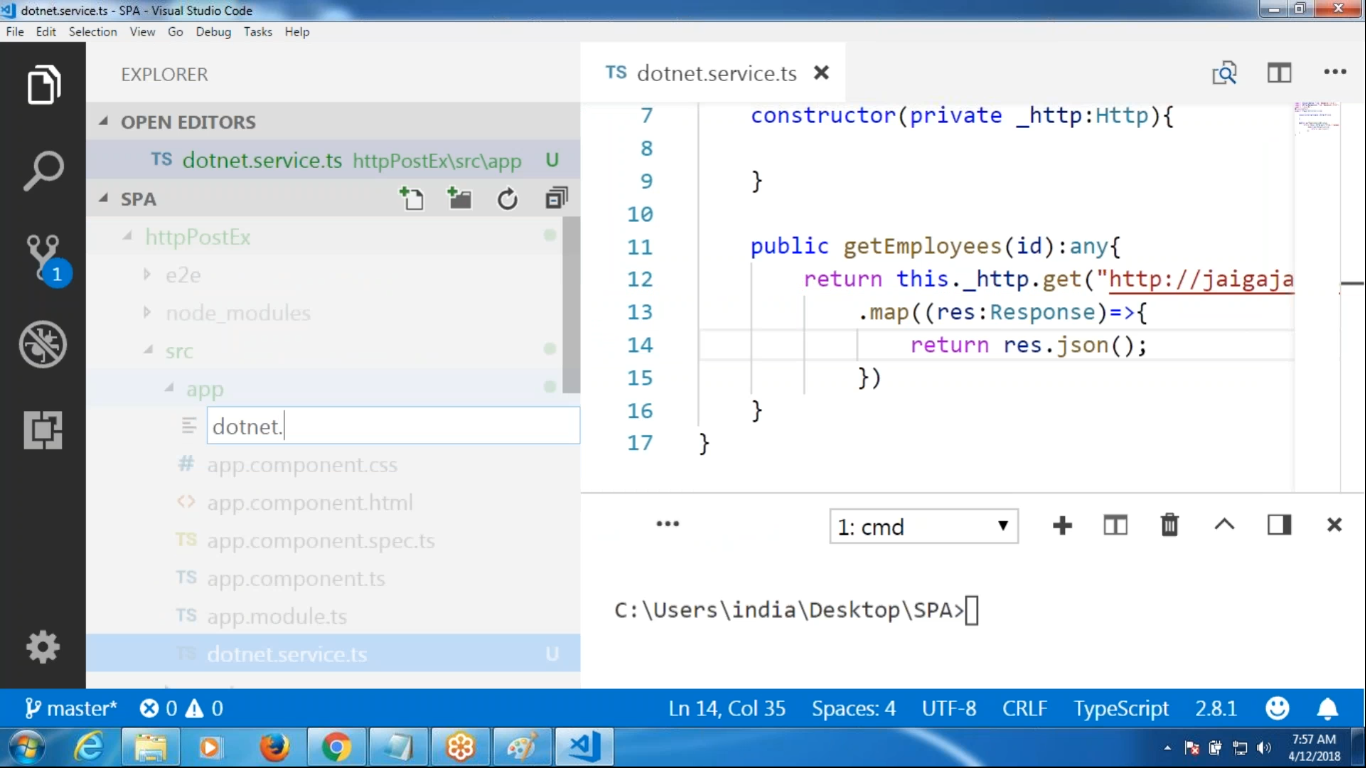 dotnet.service.ts - SPA - Visual Studio Code
File Edit Selection View Go Debug Tasks Help
EXPLORER
OPEN EDITORS
TS dotnet.service.ts httpPostEx\src\app U
SPA
httpPostEx
e2e
node_modules
src
app
dotnet.
# app.component.css
<> app.component.html
TS app.component.spec.ts
TS app.component.ts
TS app.module.ts
TS dotnet.service.ts U
1
TS dotnet.service.ts
7 constructor(private _http:Http){
8
9 }
10
11 public getEmployees(id):any{
12 return this._http.get("http://jaigaja
13 .map((res:Response)=>{
14 return res.json();
15 })
16 }
17 }
1: cmd
C:\Users\india\Desktop\SPA>
master* 0 0 Ln 14, Col 35 Spaces: 4 UTF-8 CRLF TypeScript 2.8.1
7:57 AM
4/12/2018